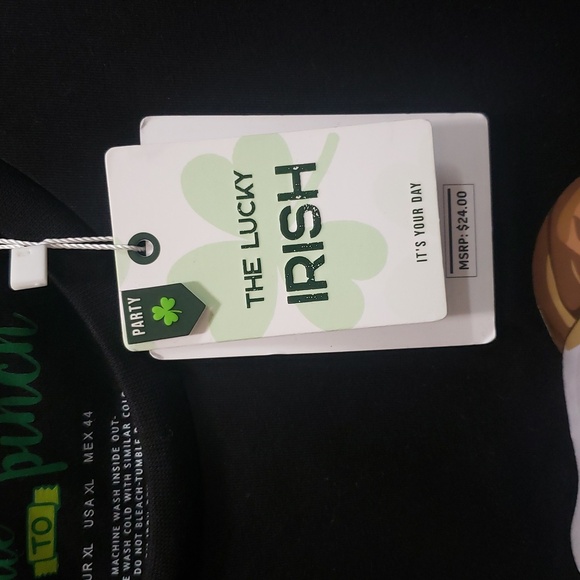 THE LUCKY
IRISH
IT'S YOUR DAY
PARTY
MSRP: $24.00
pinch
TO
UR XL USA XL MEX 44
MACHINE WASH INSIDE OUT-
WASH COLD WITH SIMILAR
DO NOT BLEACH-TUMBLE